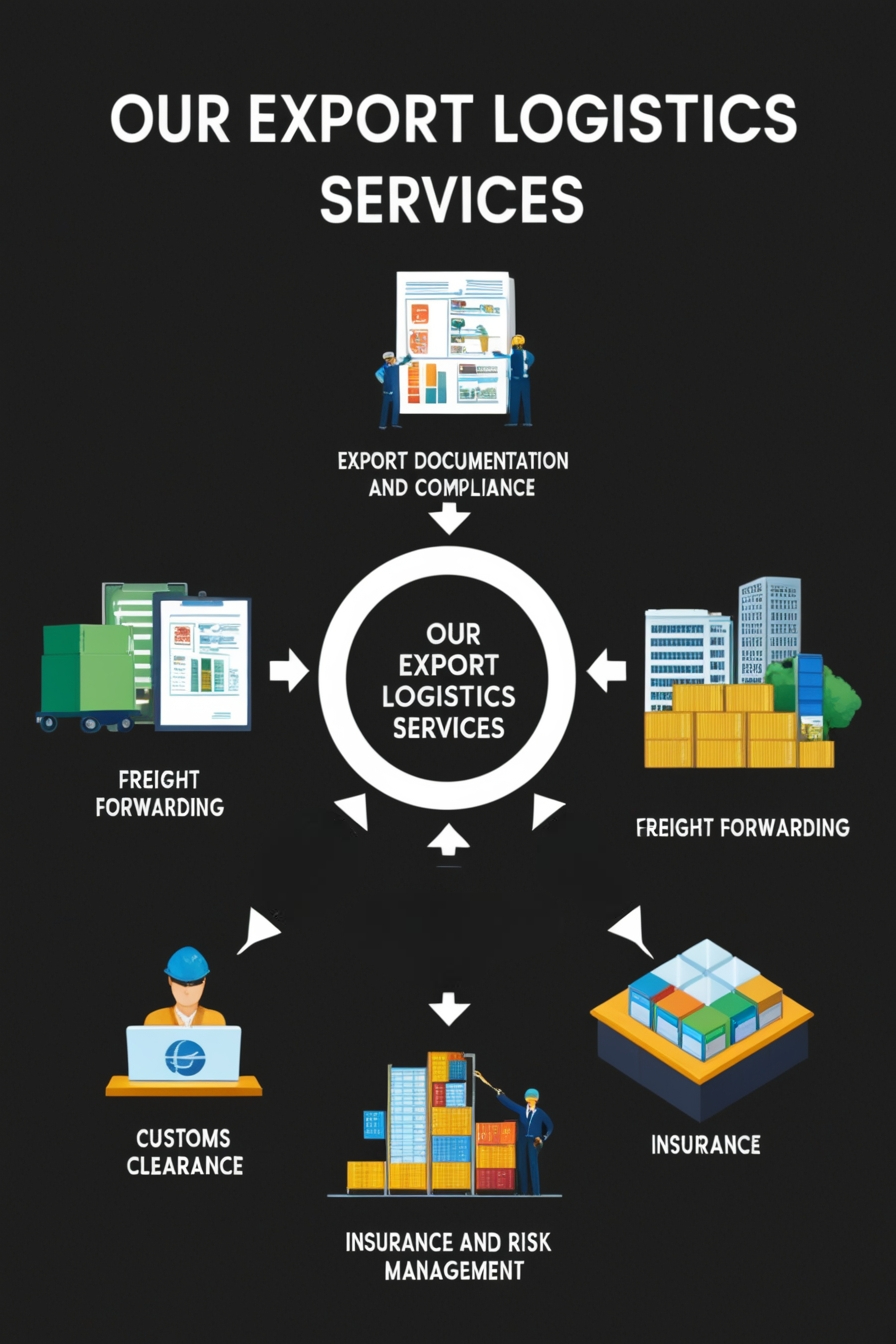 OUR EXPORT LOGISTICS
SERVICES
EXPORT DOCUMENTATION
AND COMPLIANCE
OUR
EXPORT
LOGISTICS
SERVICES
FREIGHT
FORWARDING
FREIGHT FORWARDING
CUSTOMS
CLEARANCE
INSURANCE
INSURANCE AND RISK
MANAGEMENT